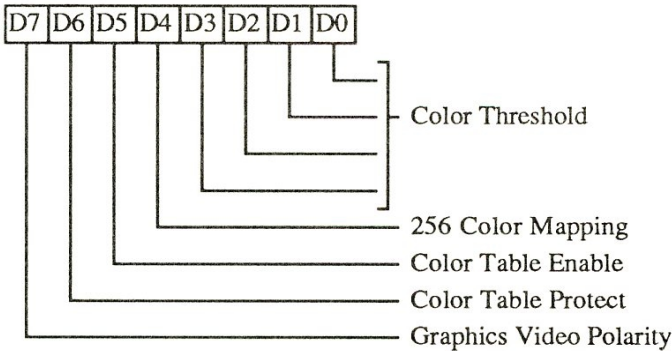 D7 D6 D5 D4 D3 D2 D1 D0
Color Threshold
256 Color Mapping
Color Table Enable
Color Table Protect
Graphics Video Polarity